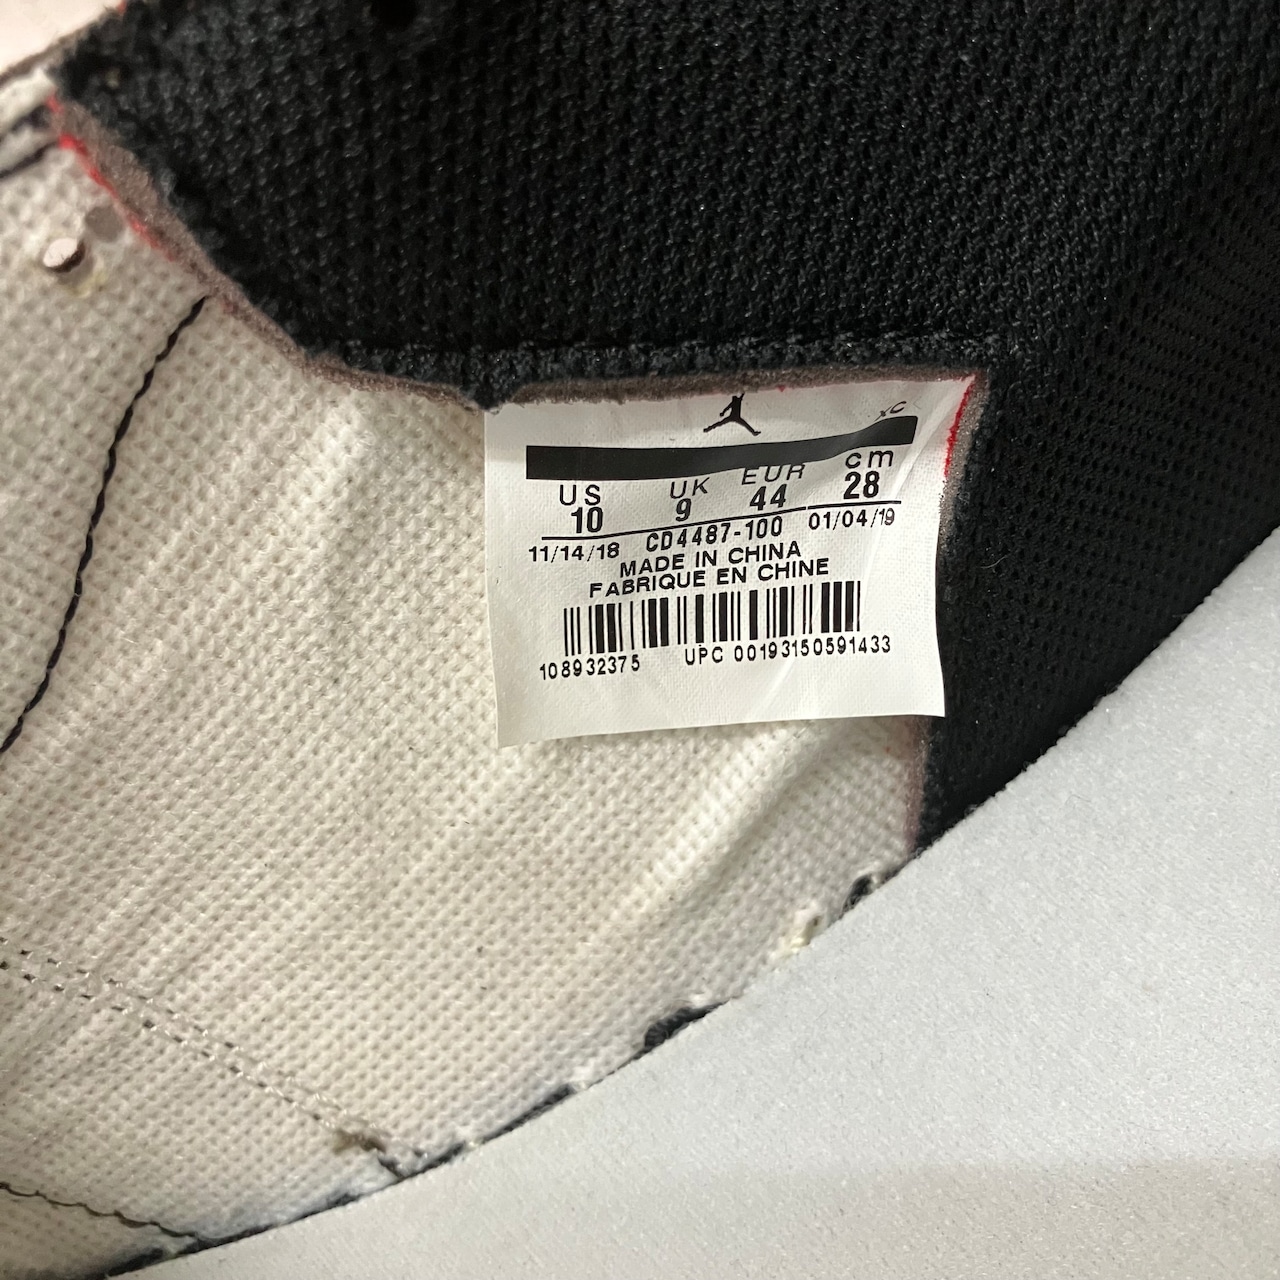 XC
US UK EUR cm
10 9 44 28
11/14/18 CD4487-100 01/04/19
MADE IN CHINA
FABRIQUE EN CHINE
108932375 UPC 00193150591433